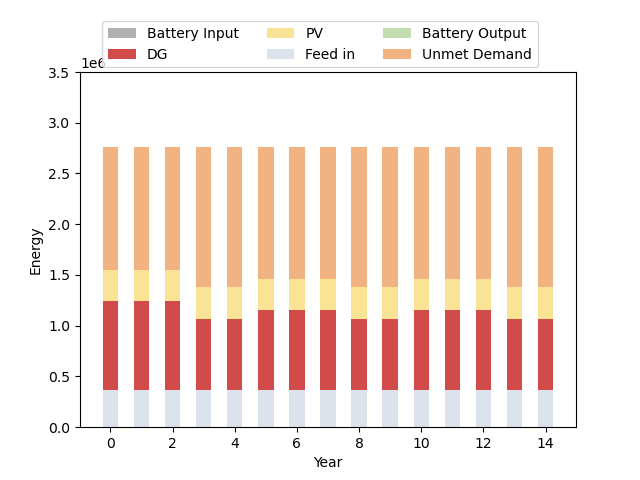 Battery Input PV Battery Output
DG Feed in Unmet Demand
1e6
3.5
3.0
2.5
2.0
1.5
1.0
0.5
0.0
Energy
0 2 4 6 8 10 12 14
Year